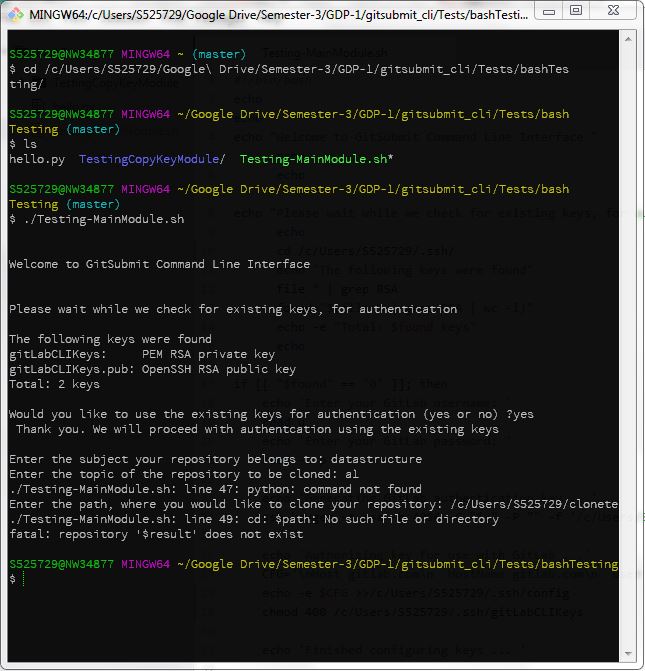 MINGW64:/c/Users/S525729/Google Drive/Semester-3/GDP-1/gitsubmit_cli/Tests/bashTesti...
S525729@NW34877 MINGW64 ~ (master)
$ cd /c/Users/S525729/Google\ Drive/Semester-3/GDP-1/gitsubmit_cli/Tests/bashTes
ting/
S525729@NW34877 MINGW64 ~/Google Drive/Semester-3/GDP-1/gitsubmit_cli/Tests/bash
Testing (master)
$ ls
hello.py  TestingCopyKeyModule/  Testing-MainModule.sh*
S525729@NW34877 MINGW64 ~/Google Drive/Semester-3/GDP-1/gitsubmit_cli/Tests/bash
Testing (master)
$ ./Testing-MainModule.sh
Welcome to GitSubmit Command Line Interface
Please wait while we check for existing keys, for authentication
The following keys were found
gitLabCLIKeys:     PEM RSA private key
gitLabCLIKeys.pub: OpenSSH RSA public key
Total: 2 keys
Would you like to use the existing keys for authentication (yes or no) ?yes
 Thank you. We will proceed with authentcation using the existing keys
Enter the subject your repository belongs to: datastructure
Enter the topic of the repository to be cloned: al
./Testing-MainModule.sh: line 47: python: command not found
Enter the path, where you would like to clone your repository: /c/Users/S525729/clonete
./Testing-MainModule.sh: line 49: cd: $path: No such file or directory
fatal: repository '$result' does not exist
S525729@NW34877 MINGW64 ~/Google Drive/Semester-3/GDP-1/gitsubmit_cli/Tests/bashTesting
$